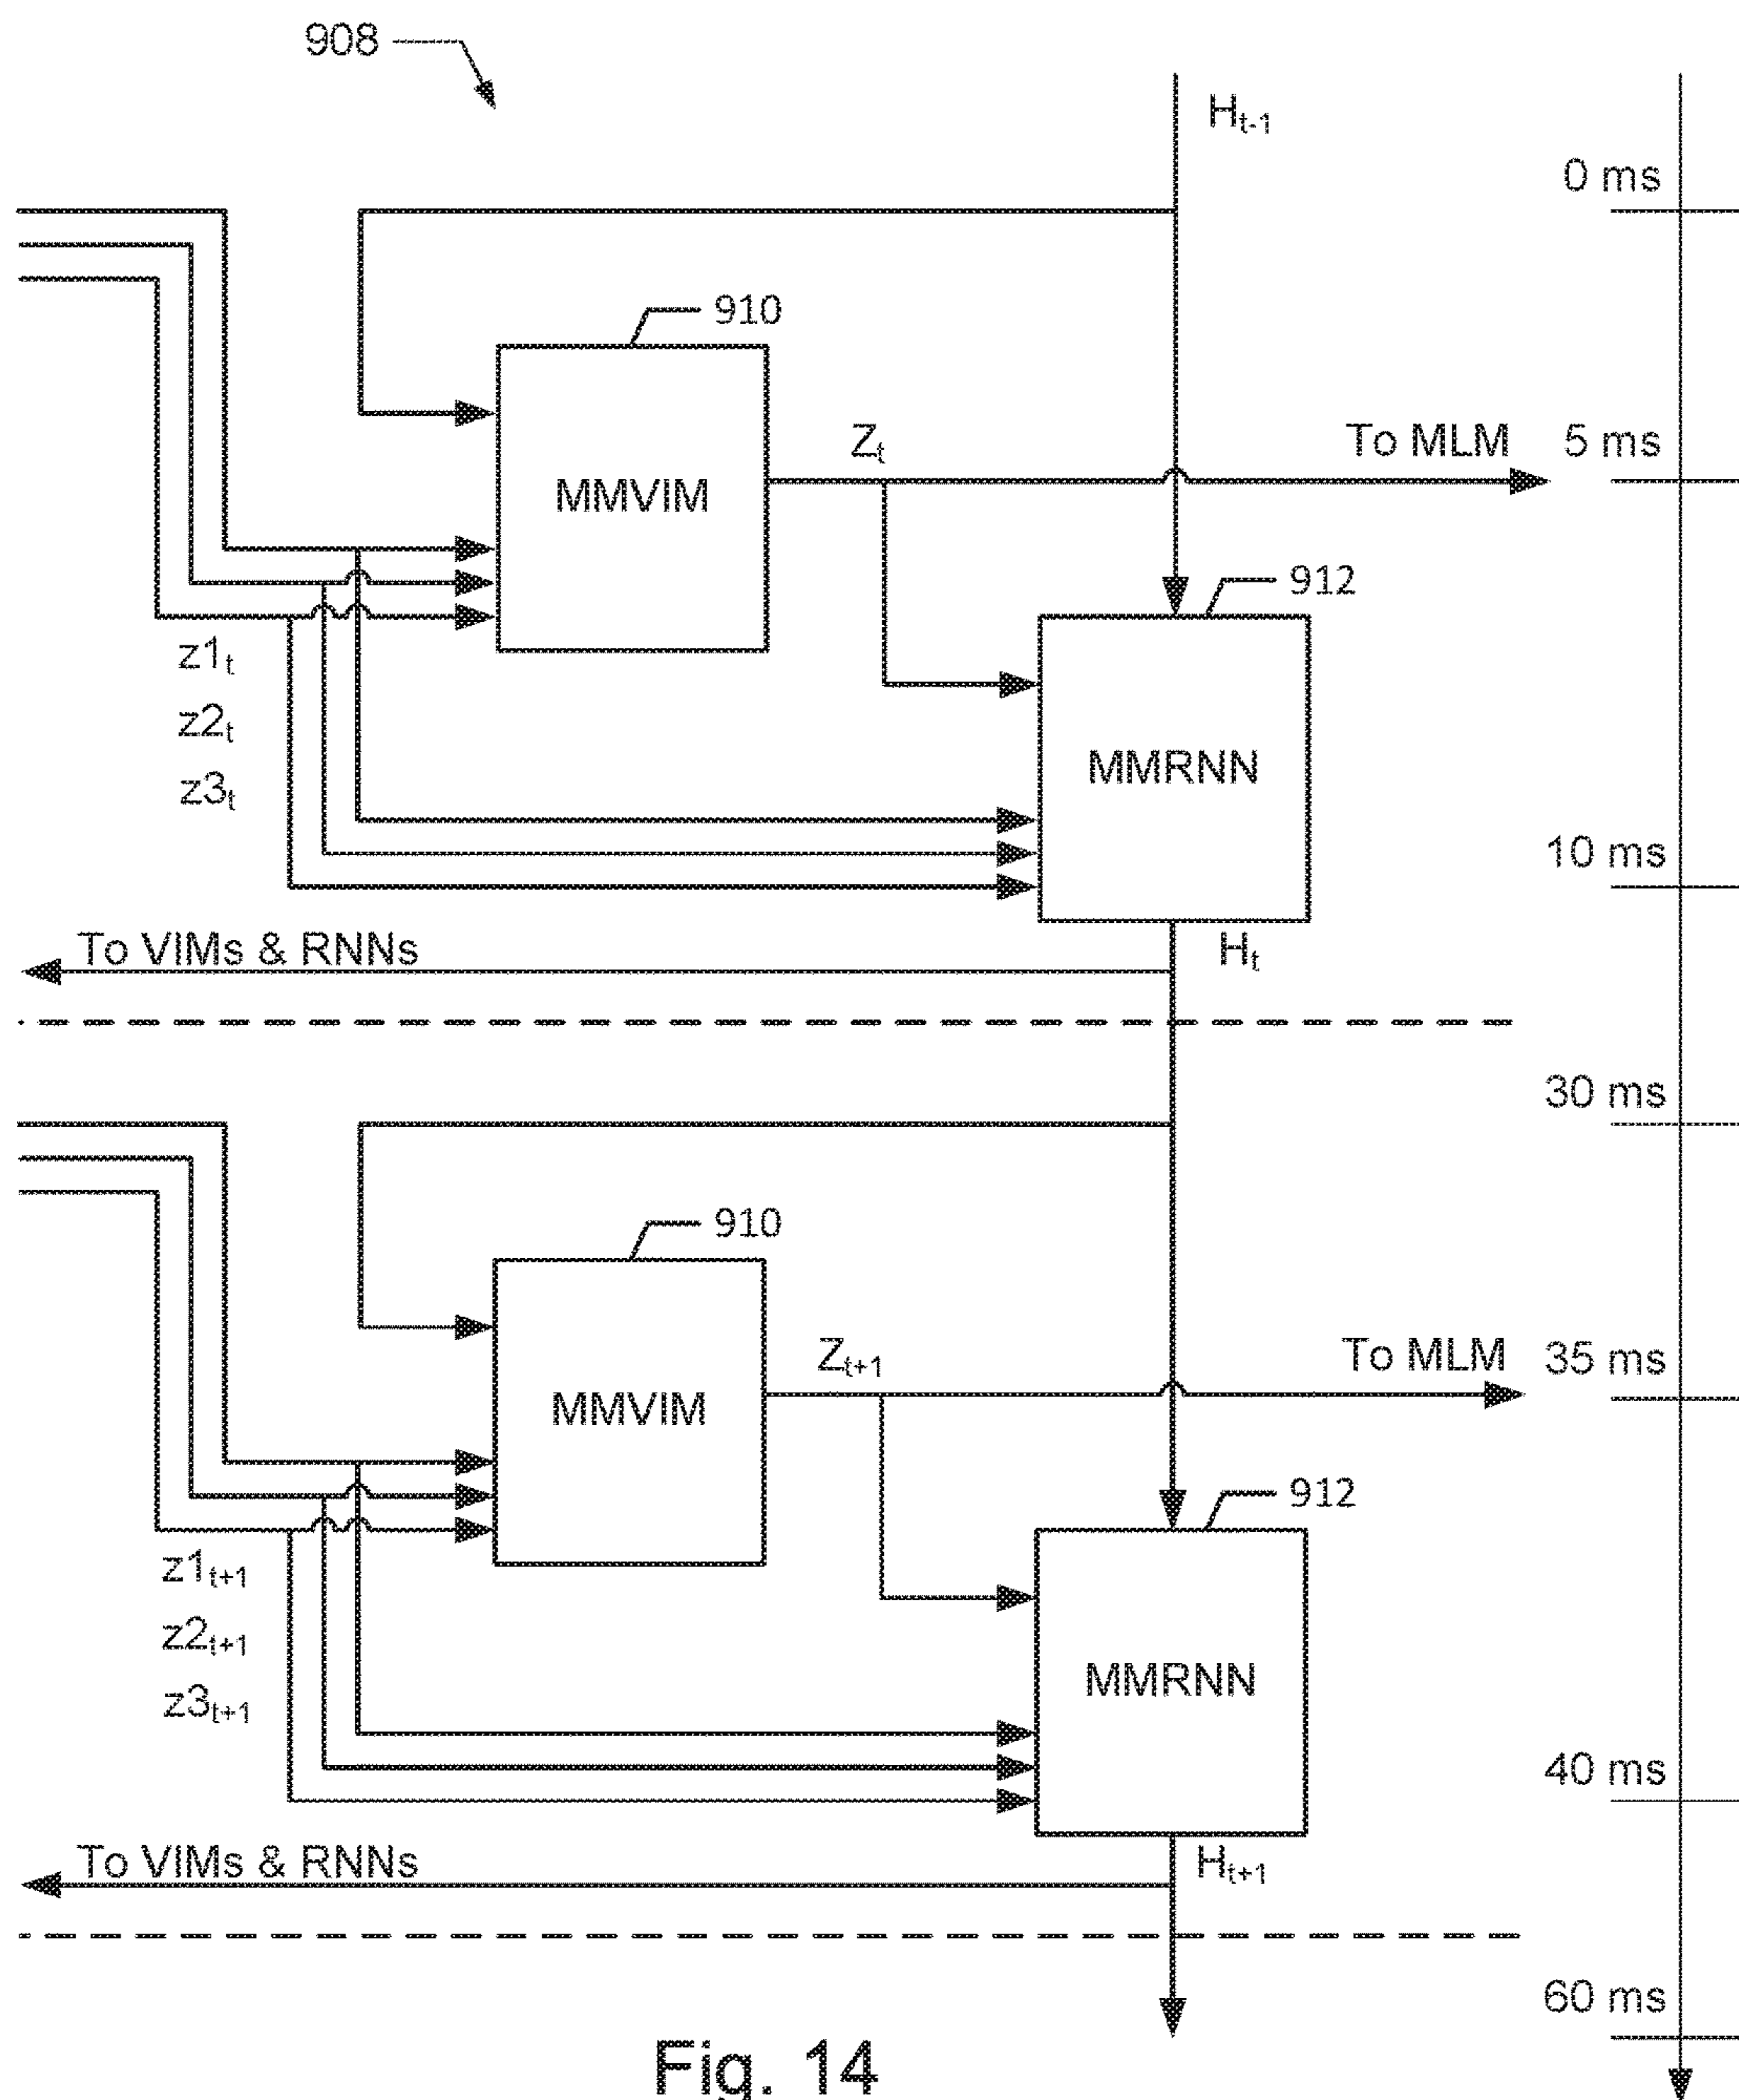 908
H_{t-1}
0 ms
910
Z_t
To MLM
5 ms
MMVIM
912
z1_t
z2_t
MMRNN
z3_t
10 ms
To VIMs & RNNs
H_t
30 ms
910
Z_{t+1}
To MLM
35 ms
MMVIM
912
z1_{t+1}
z2_{t+1}
MMRNN
z3_{t+1}
40 ms
To VIMs & RNNs
H_{t+1}
60 ms
Fig. 14